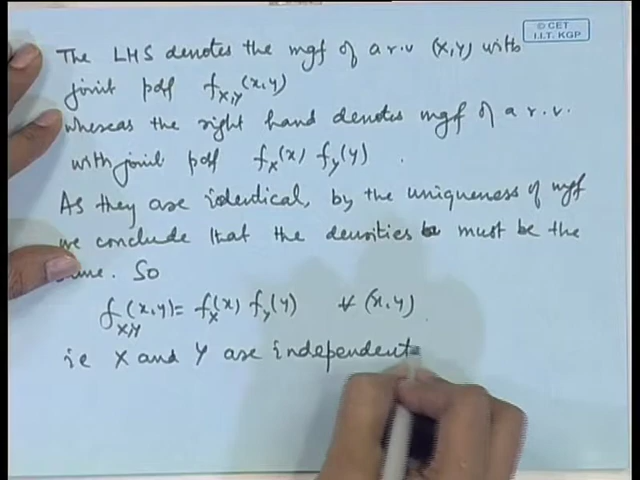 © CET
I.I.T. KGP
The LHS denotes the mgf of a r.v (X,Y) with
joint pdf f_{X,Y}(x,y)
whereas the right hand denotes mgf of a r.v.
with joint pdf f_X(x) f_Y(y) .
As they are identical, by the uniqueness of mgf
we conclude that the densities must be the
same. So
f_{X,Y}(x,y) = f_X(x) f_Y(y) ∀ (x,y).
ie X and Y are independent